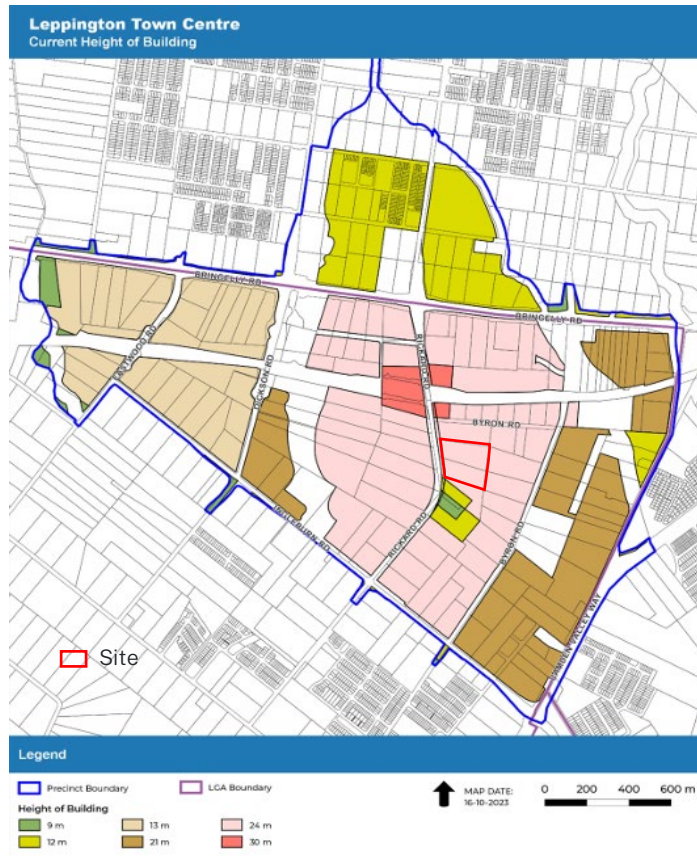 Leppington Town Centre
Current Height of Building
BRINGELLY RD
BRINGELLY RD
EASTWOOD RD
DICKSON RD
RICKARD RD
BYRON RD
INGLEBURN RD
RICKARD RD
BYRON RD
CAMDEN VALLEY WAY
Site
Legend
Precinct Boundary
LGA Boundary
MAP DATE:
16-10-2023
0 200 400 600 m
Height of Building
9 m
13 m
24 m
12 m
21 m
30 m